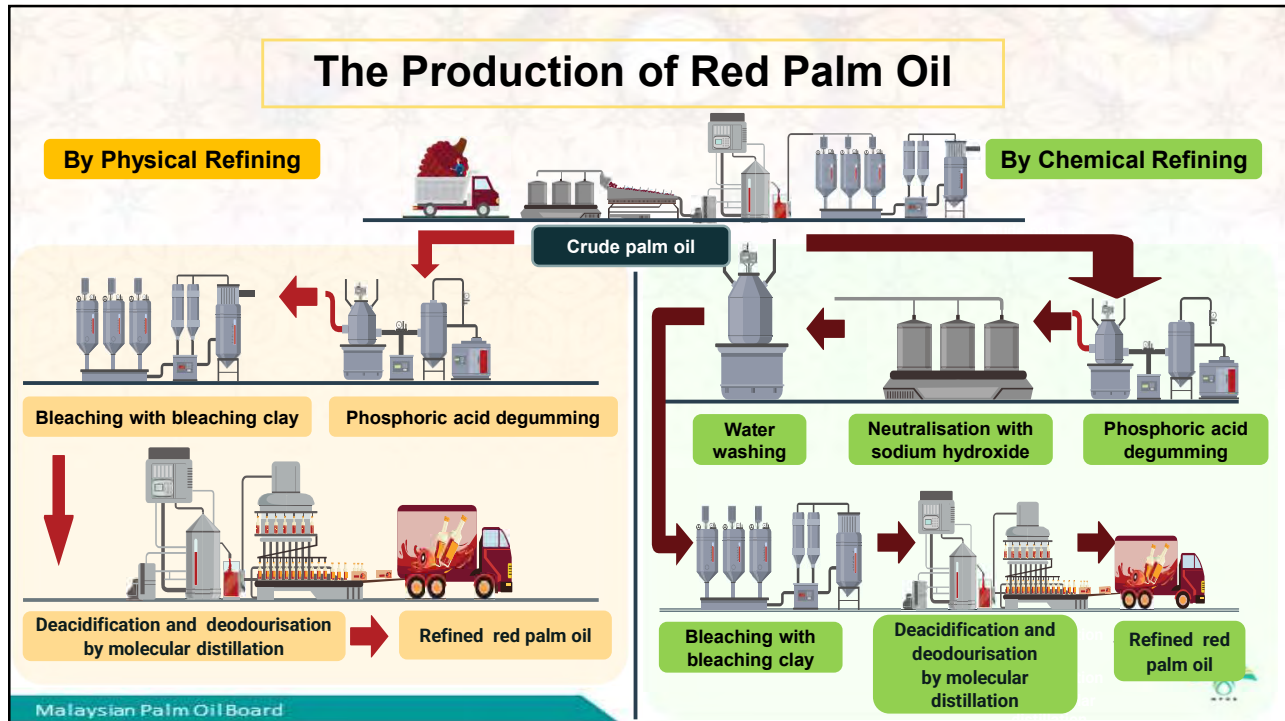 The Production of Red Palm Oil
By Physical Refining
By Chemical Refining
Crude palm oil
Bleaching with bleaching clay
Phosphoric acid degumming
Deacidification and deodourisation
by molecular distillation
Refined red palm oil
Water
washing
Neutralisation with
sodium hydroxide
Phosphoric acid
degumming
Bleaching with
bleaching clay
Deacidification and
deodourisation
by molecular
distillation
Refined red
palm oil
Malaysian Palm Oil Board